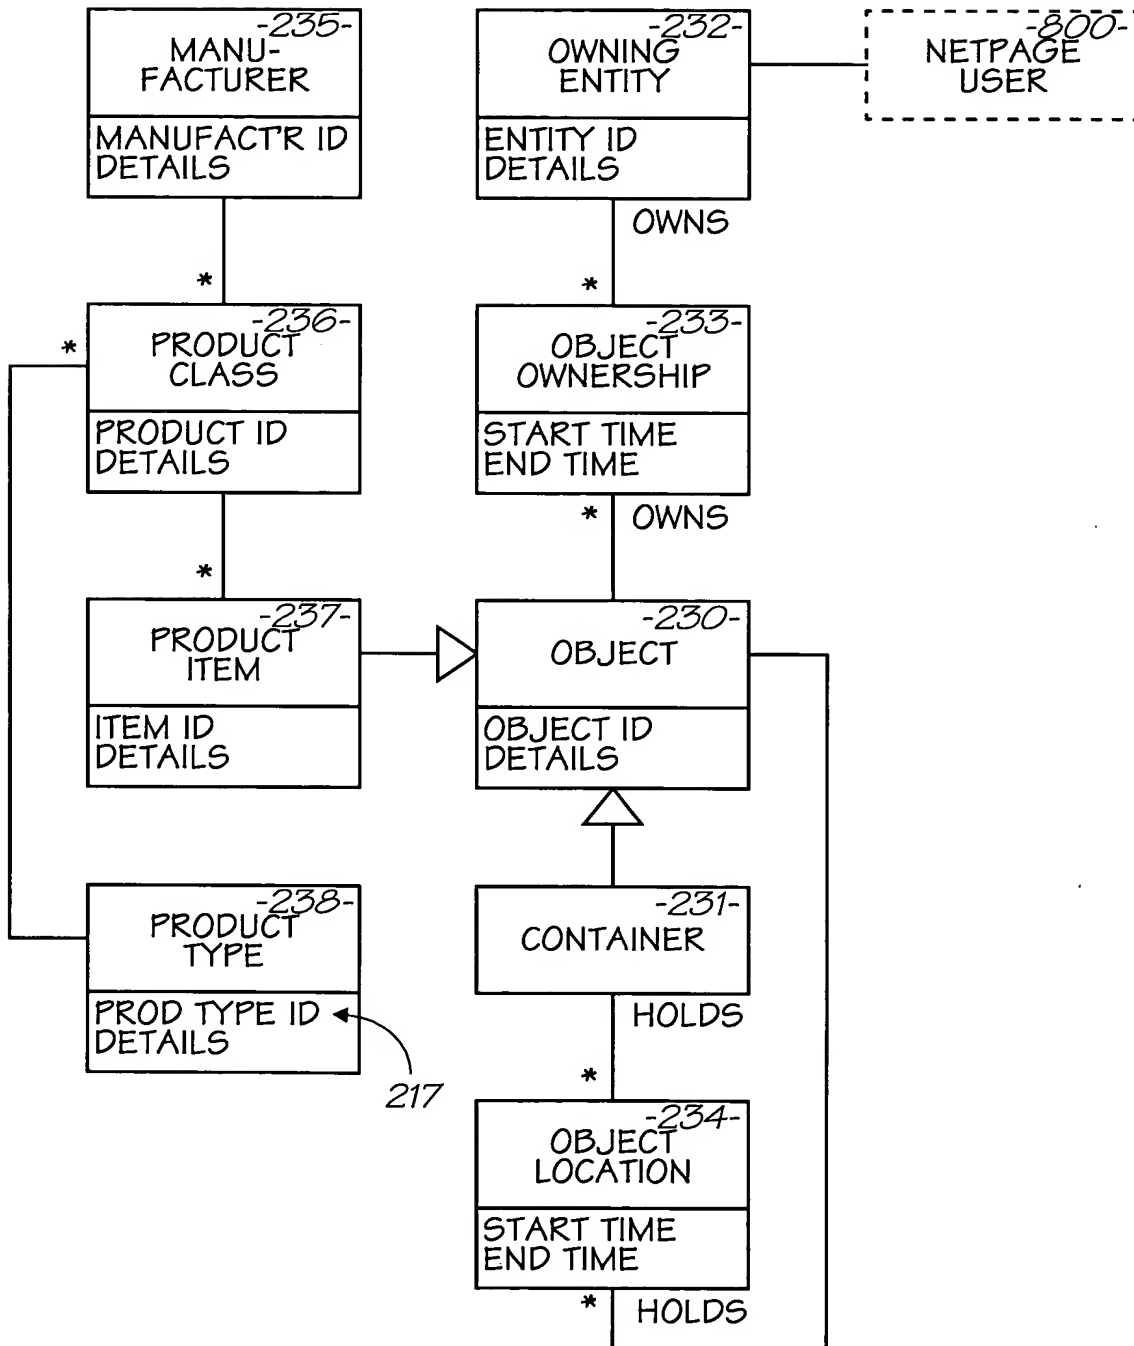 -235-
MANU-
FACTURER
MANUFACT'R ID
DETAILS
-232-
OWNING
ENTITY
ENTITY ID
DETAILS
-800-
NETPAGE
USER
OWNS
*
*
-236-
PRODUCT
CLASS
PRODUCT ID
DETAILS
*
-233-
OBJECT
OWNERSHIP
START TIME
END TIME
* OWNS
*
-237-
PRODUCT
ITEM
ITEM ID
DETAILS
-230-
OBJECT
OBJECT ID
DETAILS
-238-
PRODUCT
TYPE
PROD TYPE ID
DETAILS
217
-231-
CONTAINER
HOLDS
*
-234-
OBJECT
LOCATION
START TIME
END TIME
* HOLDS